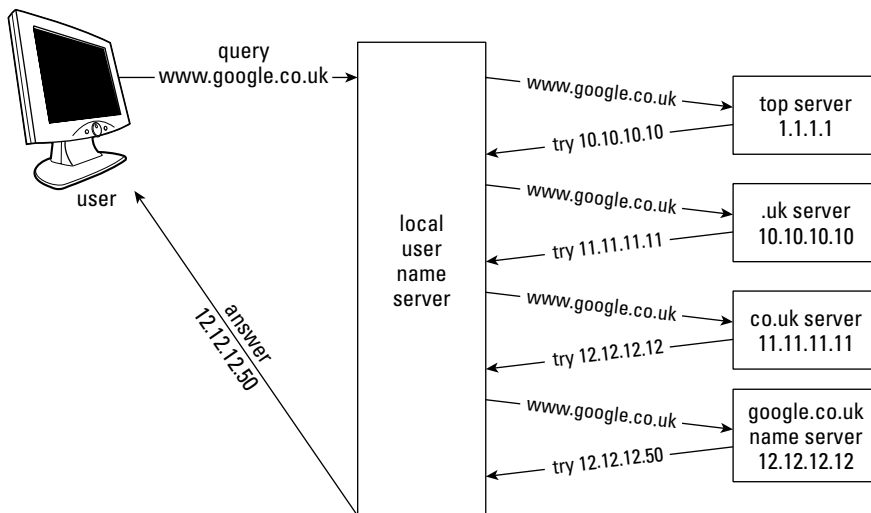 query
www.google.co.uk
user
local
user
name
server
answer
12.12.12.50
www.google.co.uk
try 10.10.10.10
top server
1.1.1.1
www.google.co.uk
try 11.11.11.11
.uk server
10.10.10.10
www.google.co.uk
try 12.12.12.12
co.uk server
11.11.11.11
www.google.co.uk
try 12.12.12.50
google.co.uk
name server
12.12.12.12